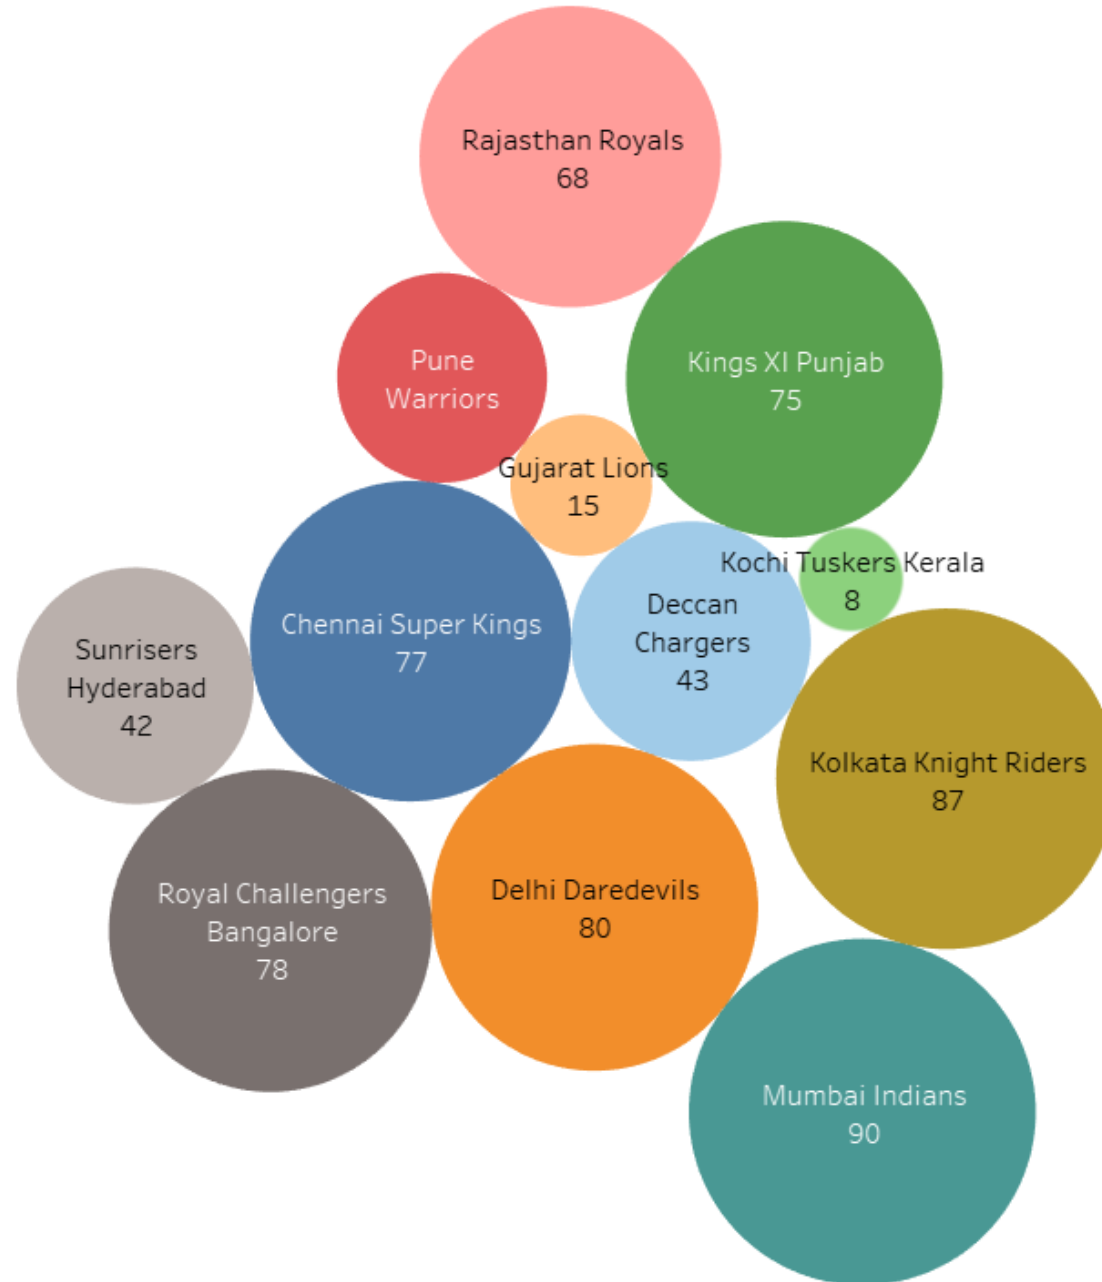 Rajasthan Royals
68
Kings XI Punjab
75
Pune
Warriors
Gujarat Lions
15
Kochi Tuskers Kerala
8
Deccan
Chargers
43
Chennai Super Kings
77
Sunrisers
Hyderabad
42
Kolkata Knight Riders
87
Royal Challengers
Bangalore
78
Delhi Daredevils
80
Mumbai Indians
90